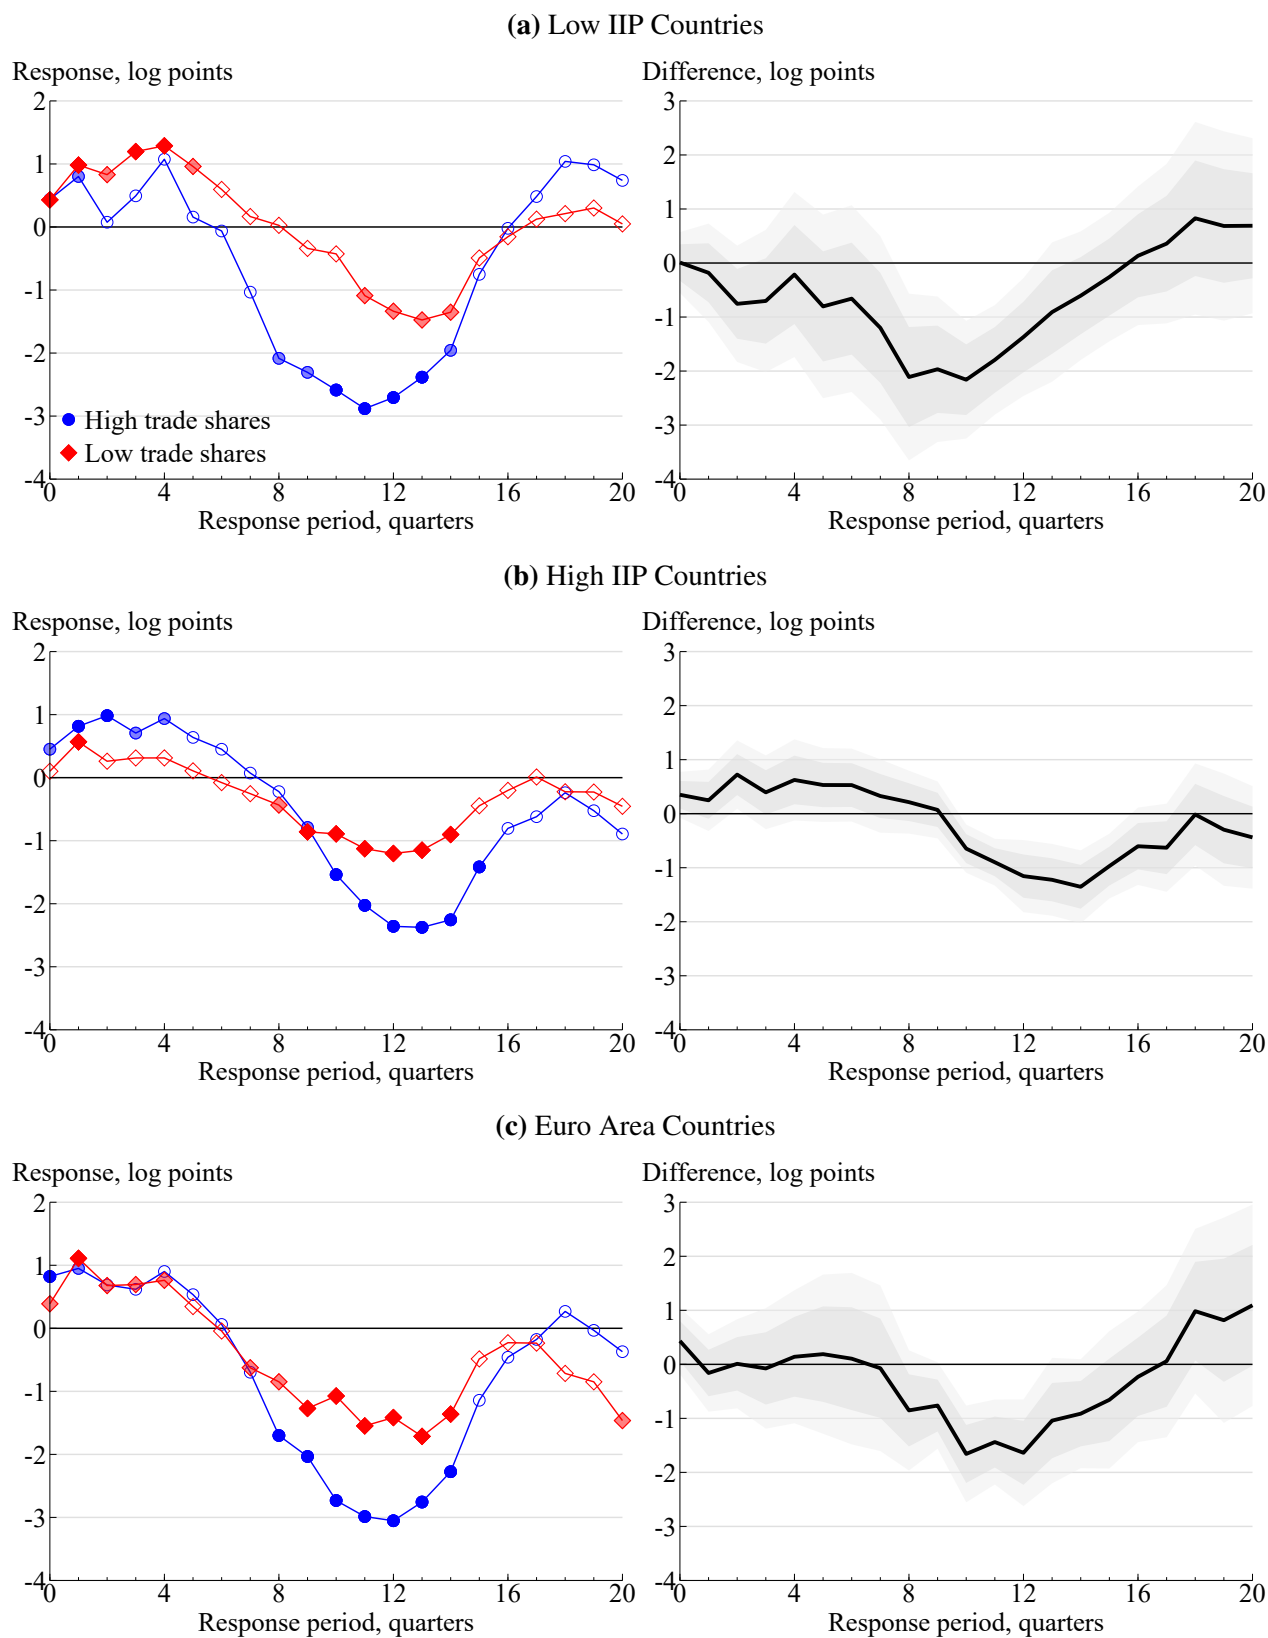 (a) Low IIP Countries
Response, log points
2
1
0
-1
-2
-3
-4
High trade shares
Low trade shares
0 4 8 12 16 20
Response period, quarters
Difference, log points
3
2
1
0
-1
-2
-3
-4
0 4 8 12 16 20
Response period, quarters
(b) High IIP Countries
Response, log points
2
1
0
-1
-2
-3
-4
0 4 8 12 16 20
Response period, quarters
Difference, log points
3
2
1
0
-1
-2
-3
-4
0 4 8 12 16 20
Response period, quarters
(c) Euro Area Countries
Response, log points
2
1
0
-1
-2
-3
-4
0 4 8 12 16 20
Response period, quarters
Difference, log points
3
2
1
0
-1
-2
-3
-4
0 4 8 12 16 20
Response period, quarters